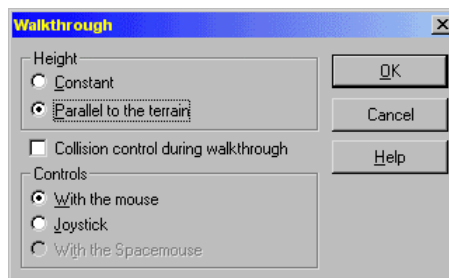 Walkthrough
Height
Constant
Parallel to the terrain
Collision control during walkthrough
Controls
With the mouse
Joystick
With the Spacemouse
OK
Cancel
Help